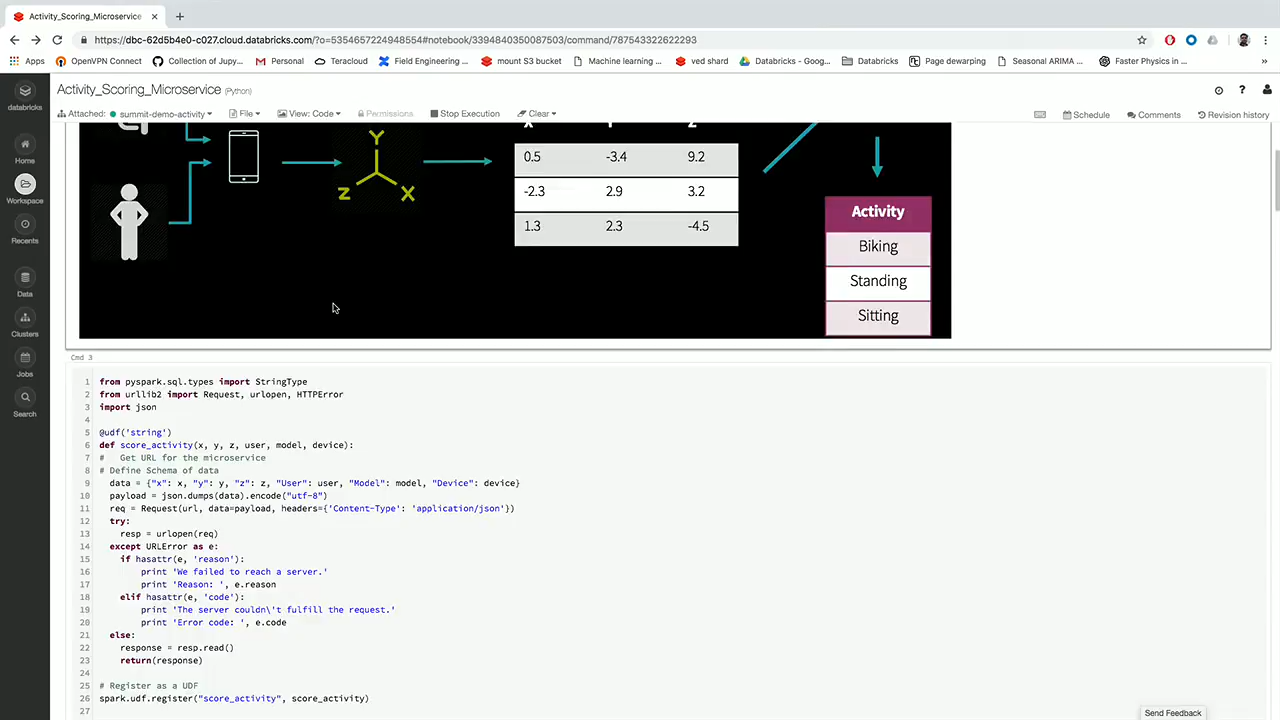 Activity_Scoring_Microservice
https://dbc-62d5b4e0-c027.cloud.databricks.com/?o=5354657224948554#notebook/3394840350087503/command/787543322622293
Apps OpenVPN Connect Collection of Jupy... Personal Teracloud Field Engineering ... mount S3 bucket Machine learning ... ved shard Databricks - Goog... Databricks Page dewarping Seasonal ARIMA ... Faster Physics in ... »
databricks
Home
Workspace
Recents
Data
Clusters
Jobs
Search
Activity_Scoring_Microservice (Python)
Attached: summit-demo-activity File View: Code Permissions Stop Execution Clear Schedule Comments Revision history
Y
Z X
0.5 -3.4 9.2
-2.3 2.9 3.2
1.3 2.3 -4.5
Activity
Biking
Standing
Sitting
Cmd 3
1 from pyspark.sql.types import StringType
2 from urllib2 import Request, urlopen, HTTPError
3 import json
4
5 @udf('string')
6 def score_activity(x, y, z, user, model, device):
7 # Get URL for the microservice
8 # Define Schema of data
9 data = {"x": x, "y": y, "z": z, "User": user, "Model": model, "Device": device}
10 payload = json.dumps(data).encode("utf-8")
11 req = Request(url, data=payload, headers={'Content-Type': 'application/json'})
12 try:
13 resp = urlopen(req)
14 except URLError as e:
15 if hasattr(e, 'reason'):
16 print 'We failed to reach a server.'
17 print 'Reason: ', e.reason
18 elif hasattr(e, 'code'):
19 print 'The server couldn\'t fulfill the request.'
20 print 'Error code: ', e.code
21 else:
22 response = resp.read()
23 return(response)
24
25 # Register as a UDF
26 spark.udf.register("score_activity", score_activity)
27
Send Feedback